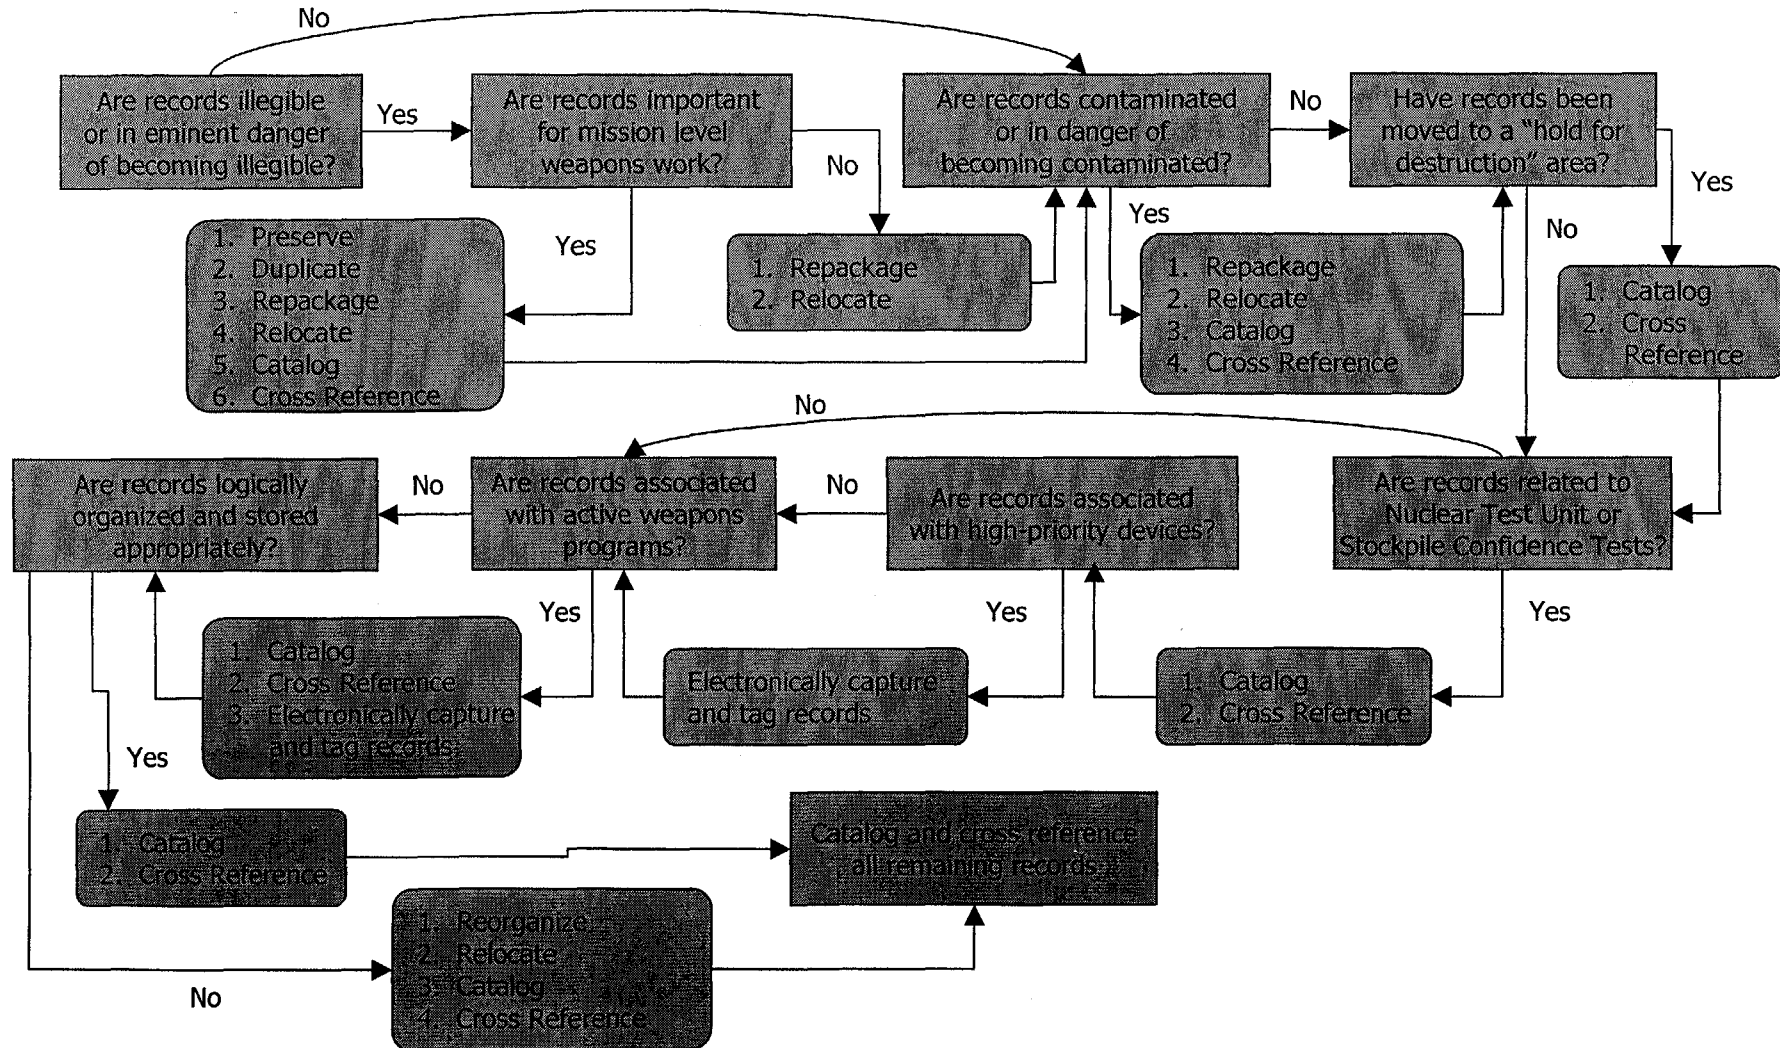 No
Are records illegible
or in eminent danger
of becoming illegible?
Yes
Are records important
for mission level
weapons work?
No
Are records contaminated
or in danger of
becoming contaminated?
No
Have records been
moved to a "hold for
destruction" area?
Yes
1. Preserve
2. Duplicate
3. Repackage
4. Relocate
5. Catalog
6. Cross Reference
Yes
1. Repackage
2. Relocate
Yes
1. Repackage
2. Relocate
3. Catalog
4. Cross Reference
No
1. Catalog
2. Cross
Reference
No
Are records logically
organized and stored
appropriately?
No
Are records associated
with active weapons
programs?
No
Are records associated
with high-priority devices?
Are records related to
Nuclear Test Unit or
Stockpile Confidence Tests?
Yes
1. Catalog
2. Cross Reference
3. Electronically capture
and tag records
Yes
Electronically capture
and tag records
Yes
1. Catalog
2. Cross Reference
Yes
1. Catalog
2. Cross Reference
Catalog and cross reference
all remaining records
No
1. Reorganize
2. Relocate
3. Catalog
4. Cross Reference